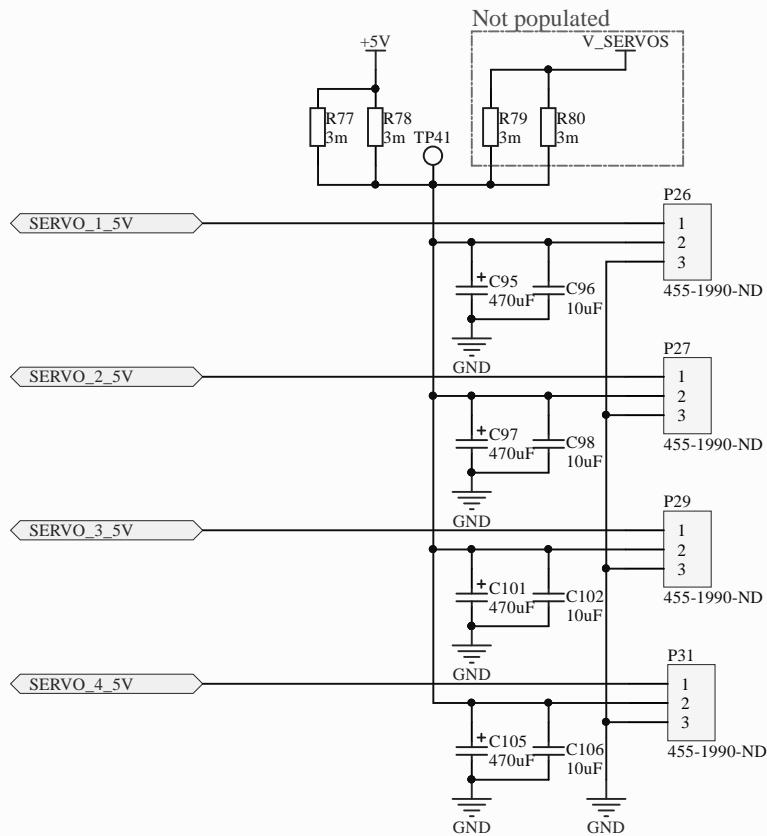 Not populated
+5V
V_SERVOS
R77
3m
R78
3m
TP41
R79
3m
R80
3m
P26
SERVO_1_5V
1
2
3
C95
470uF
C96
10uF
455-1990-ND
GND
P27
SERVO_2_5V
1
2
3
C97
470uF
C98
10uF
455-1990-ND
GND
P29
SERVO_3_5V
1
2
3
C101
470uF
C102
10uF
455-1990-ND
GND
P31
SERVO_4_5V
1
2
3
C105
470uF
C106
10uF
455-1990-ND
GND
GND